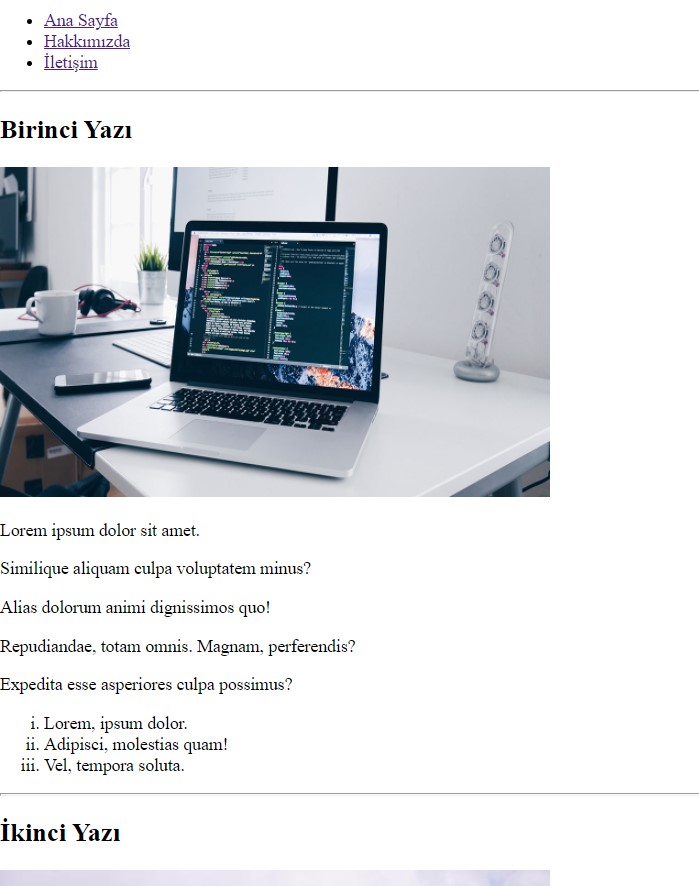 Ana Sayfa
Hakkımızda
İletişim
Birinci Yazı
Lorem ipsum dolor sit amet.
Similique aliquam culpa voluptatem minus?
Alias dolorum animi dignissimos quo!
Repudiandae, totam omnis. Magnam, perferendis?
Expedita esse asperiores culpa possimus?
i. Lorem, ipsum dolor.
ii. Adipisci, molestias quam!
iii. Vel, tempora soluta.
İkinci Yazı